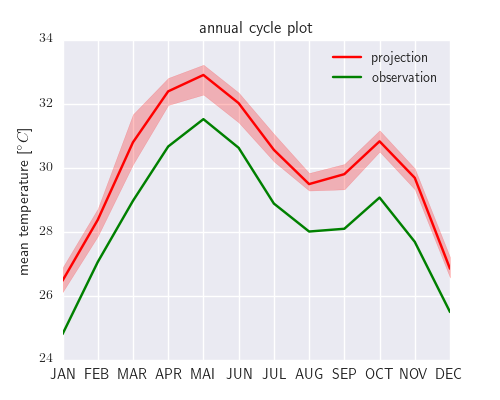 annual cycle plot
34
projection
observation
32
30
28
26
24
mean temperature [°C]
JAN FEB MAR APR MAI JUN JUL AUG SEP OCT NOV DEC